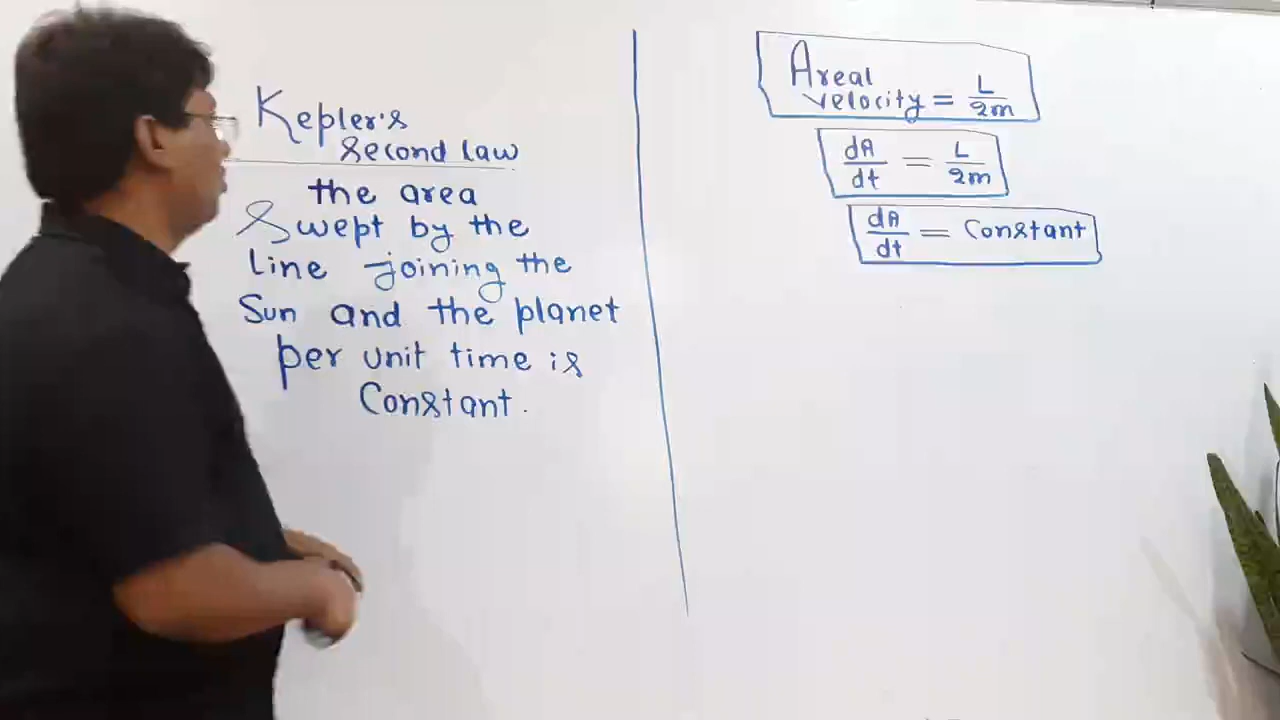 Kepler's
second law
the area
swept by the
line joining the
Sun and the planet
per unit time is
Constant.
Areal
velocity = L/2m
dA/dt = L/2m
dA/dt = Constant